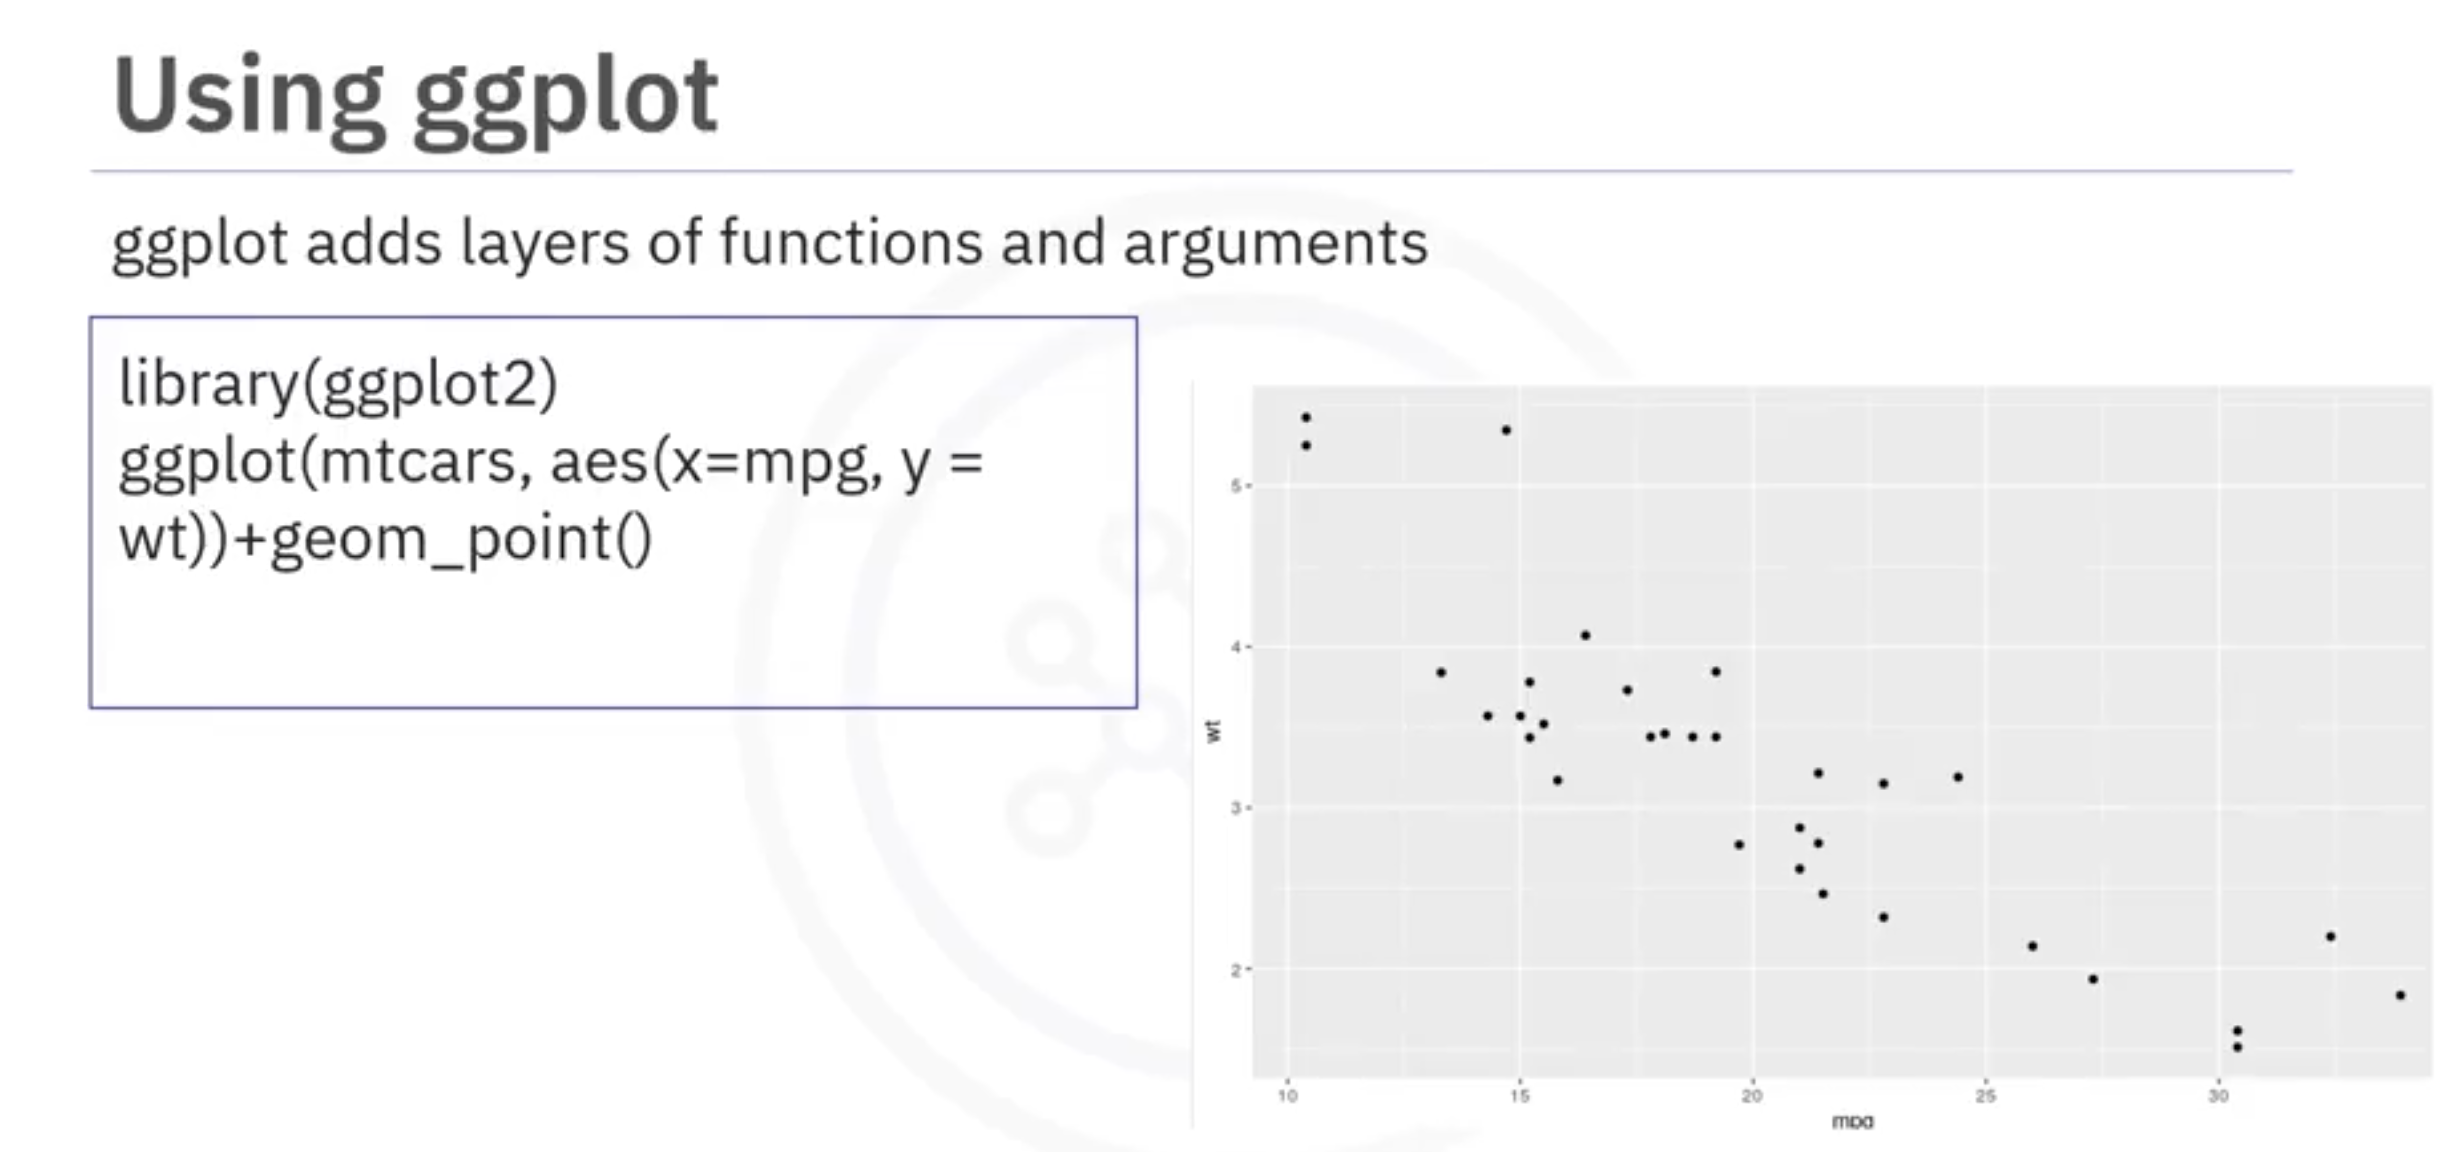 Using ggplot
ggplot adds layers of functions and arguments
library(ggplot2)
ggplot(mtcars, aes(x=mpg, y =
wt))+geom_point()
5
4
3
2
wt
10 15 20 25 30
mpg